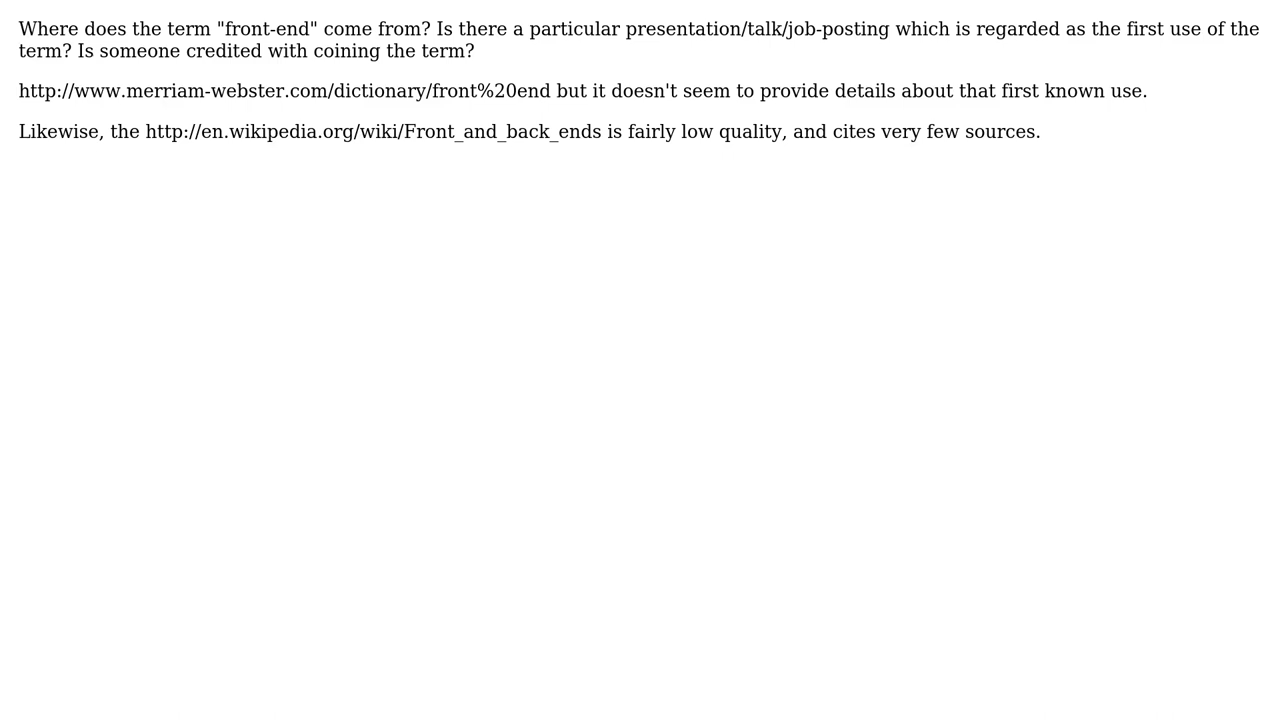 Where does the term "front-end" come from? Is there a particular presentation/talk/job-posting which is regarded as the first use of the
term? Is someone credited with coining the term?
http://www.merriam-webster.com/dictionary/front%20end but it doesn't seem to provide details about that first known use.
Likewise, the http://en.wikipedia.org/wiki/Front_and_back_ends is fairly low quality, and cites very few sources.